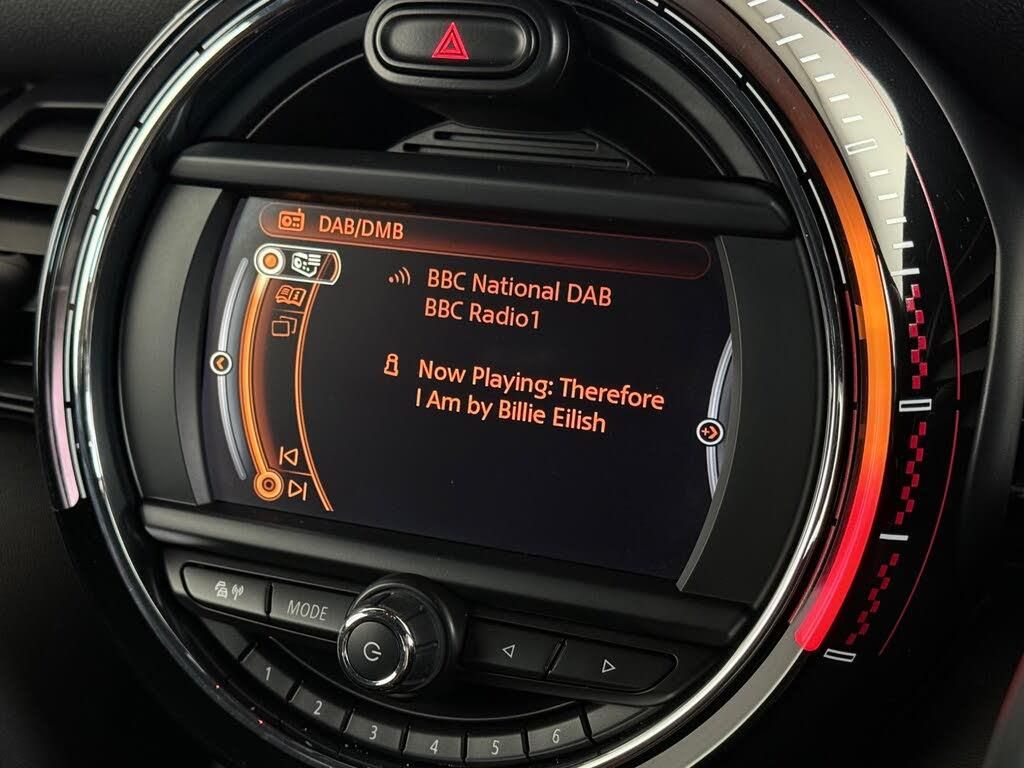 DAB/DMB
BBC National DAB
BBC Radio1
Now Playing: Therefore
I Am by Billie Eilish
MODE
1
2
3
4
5
6